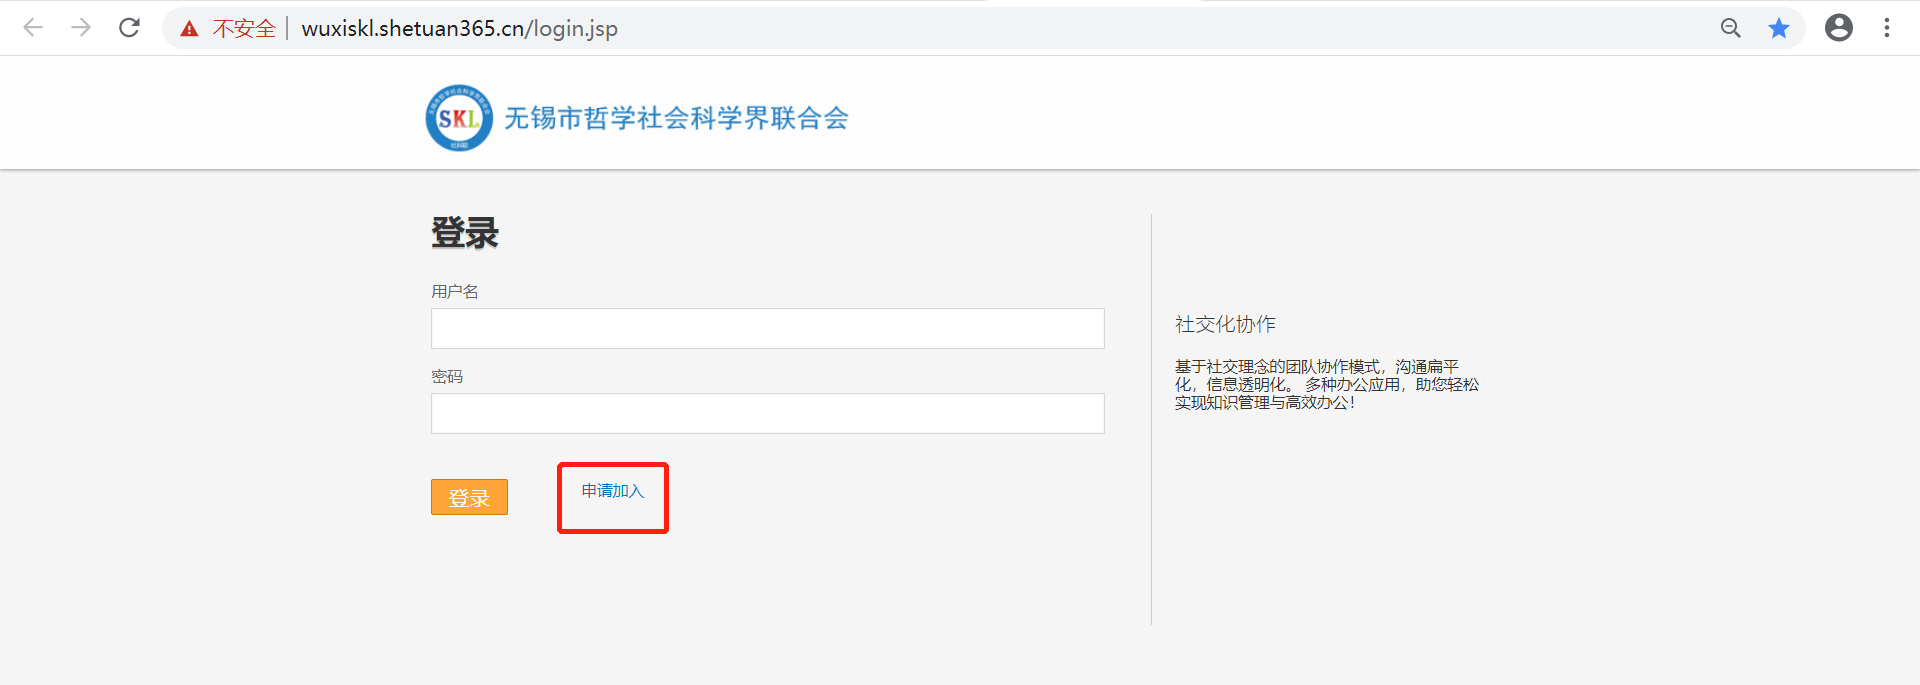 不安全
wuxiskl.shetuan365.cn/login.jsp
SKL
无锡市哲学社会科学界联合会
登录
用户名
密码
登录
申请加入
社交化协作
基于社交理念的团队协作模式，沟通扁平
化，信息透明化。 多种办公应用，助您轻松
实现知识管理与高效办公！